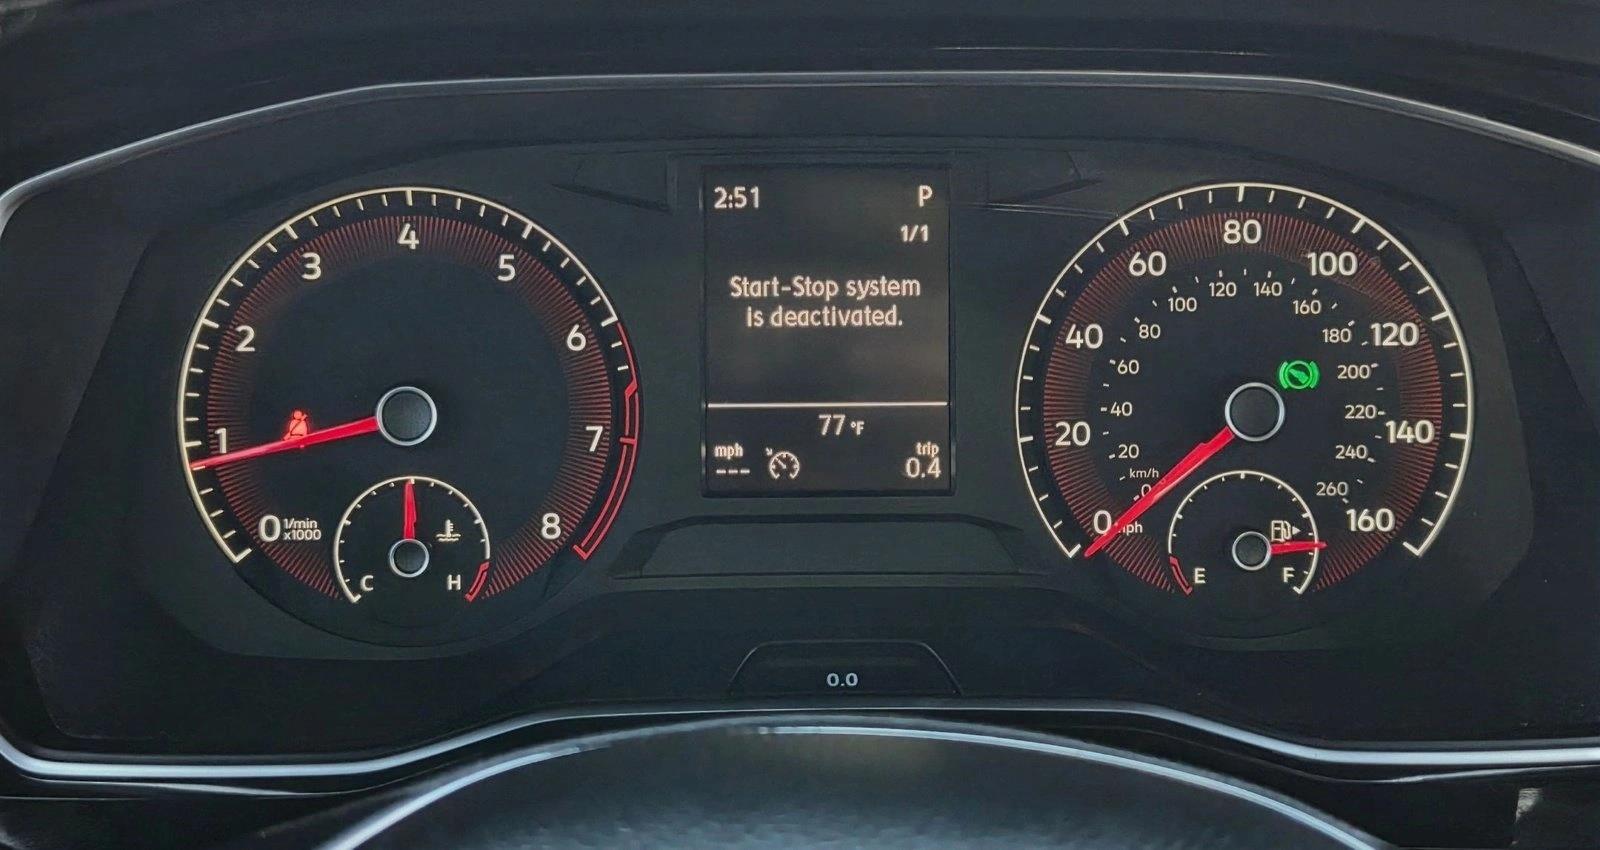 2:51 P
1/1
Start-Stop system
is deactivated.
77 °F
mph
---
trip
0.4
0 1 2 3 4 5 6 7 8
1/min
x1000
C H
0 20 40 60 80 100 120 140 160
mph
km/h
0 20 40 60 80 100 120 140 160 180 200 220 240 260
E F
0.0